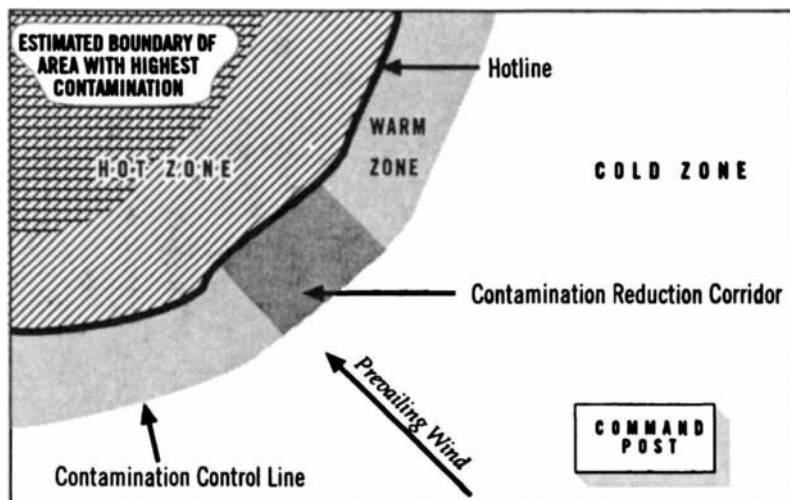 ESTIMATED BOUNDARY OF
AREA WITH HIGHEST
CONTAMINATION
Hotline
WARM
ZONE
HOT ZONE
COLD ZONE
Contamination Reduction Corridor
Prevailing Wind
COMMAND
POST
Contamination Control Line